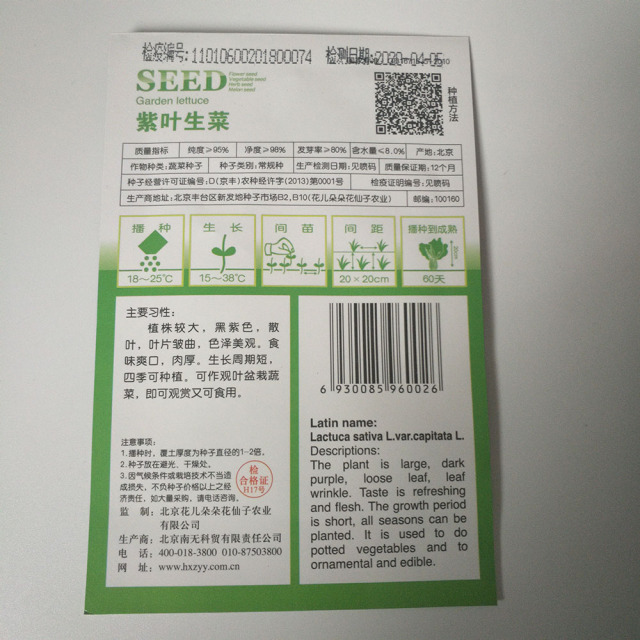 检疫编号:11010600201800074 检测日期:2020-04-05
SEED
Flower seed
Vegetable seed
Herb seed
Melon seed
Garden lettuce
紫叶生菜
种植方法
质量指标 纯度≥95% 净度≥98% 发芽率≥80% 含水量≤8.0% 产地:北京
作物种类:蔬菜种子 种子类别:常规种 生产检测日期:见喷码 质量保证期:12个月
种子经营许可证编号:D(京丰)农种经许字(2013)第0001号 检疫证明编号:见喷码
生产商地址:北京丰台区新发地种子市场B2,B10(花儿朵朵花仙子农业) 邮编:100160
播种 生长 间苗 间距 播种到成熟
18～25℃ 15～38℃ 20×20cm 60天
主要习性:
植株较大，黑紫色，散
叶，叶片皱曲，色泽美观。食
味爽口，肉厚。生长周期短，
四季可种植。可作观叶盆栽蔬
菜，即可观赏又可食用。
注意事项:
1.播种时，覆土厚度为种子直径的1-2倍。
2.种子放在避光、干燥处。
3.因气候条件或栽培技术不当造
成损失，不负种子价格以上之经
济责任，如大量采购，请电话咨询。
检
合格证
H17号
监 制: 北京花儿朵朵花仙子农业
有限公司
生产商: 北京南无科贸有限责任公司
电 话: 400-018-3800 010-87503800
网 址: www.hxzyy.com.cn
6 930085 960026
Latin name:
Lactuca sativa L.var.capitata L.
Descriptions:
The plant is large, dark
purple, loose leaf, leaf
wrinkle. Taste is refreshing
and flesh. The growth period
is short, all seasons can be
planted. It is used to do
potted vegetables and to
ornamental and edible.